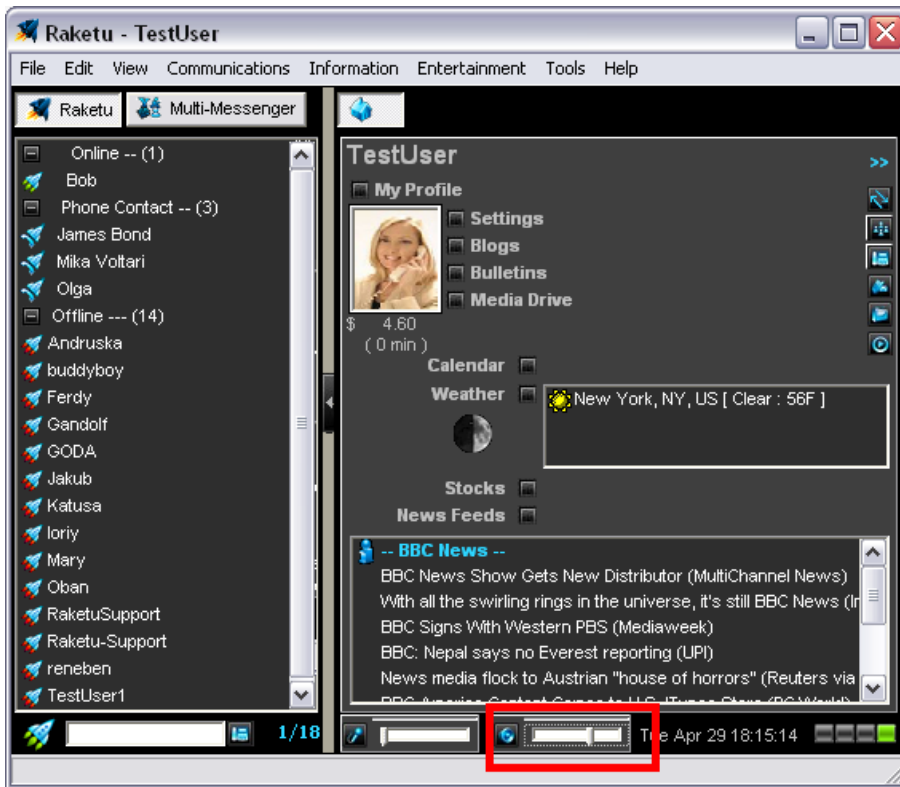 Raketu - TestUser
File Edit View Communications Information Entertainment Tools Help
Raketu Multi-Messenger
Online -- (1)
Bob
Phone Contact -- (3)
James Bond
Mika Voltari
Olga
Offline --- (14)
Andruska
buddyboy
Ferdy
Gandolf
GODA
Jakub
Katusa
loriy
Mary
Oban
RaketuSupport
Raketu-Support
reneben
TestUser1
1/18
TestUser
>>
My Profile
Settings
Blogs
Bulletins
Media Drive
$ 4.60
( 0 min )
Calendar
Weather
New York, NY, US [ Clear : 56F ]
Stocks
News Feeds
-- BBC News --
BBC News Show Gets New Distributor (MultiChannel News)
With all the swirling rings in the universe, it's still BBC News (In
BBC Signs With Western PBS (Mediaweek)
BBC: Nepal says no Everest reporting (UPI)
News media flock to Austrian "house of horrors" (Reuters via
Tue Apr 29 18:15:14